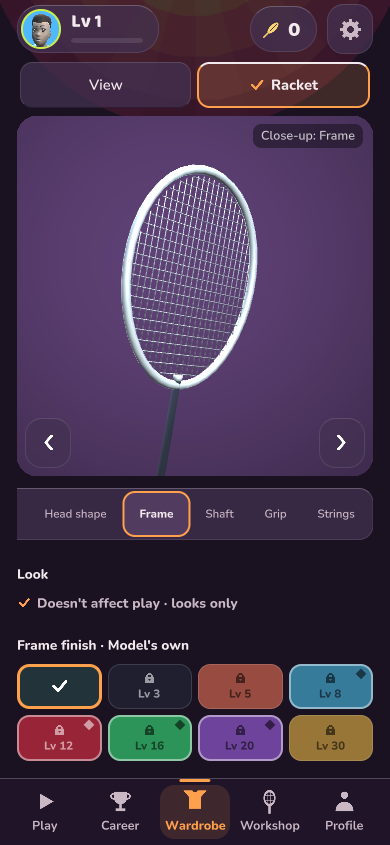 Lv 1
0
View
Racket
Close-up: Frame
Head shape
Frame
Shaft
Grip
Strings
Look
Doesn't affect play · looks only
Frame finish · Model's own
Lv 3
Lv 5
Lv 8
Lv 12
Lv 16
Lv 20
Lv 30
Play
Career
Wardrobe
Workshop
Profile